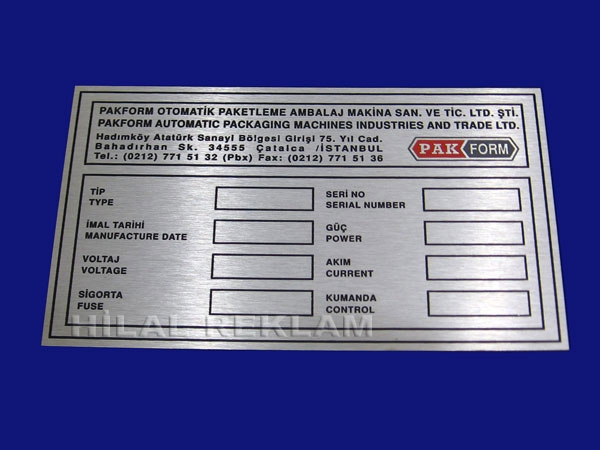 PAKFORM OTOMATİK PAKETLEME AMBALAJ MAKİNA SAN. VE TİC. LTD. ŞTİ.
PAKFORM AUTOMATIC PACKAGING MACHINES INDUSTRIES AND TRADE LTD.
Hadımköy Atatürk Sanayi Bölgesi Girişi 75. Yıl Cad.
Bahadırhan Sk. 34555 Çatalca /İSTANBUL
Tel.: (0212) 771 51 32 (Pbx) Fax: (0212) 771 51 36
PAK FORM
TİP
TYPE
SERİ NO
SERIAL NUMBER
İMAL TARİHİ
MANUFACTURE DATE
GÜÇ
POWER
VOLTAJ
VOLTAGE
AKIM
CURRENT
SİGORTA
FUSE
KUMANDA
CONTROL
HİLAL REKLAM